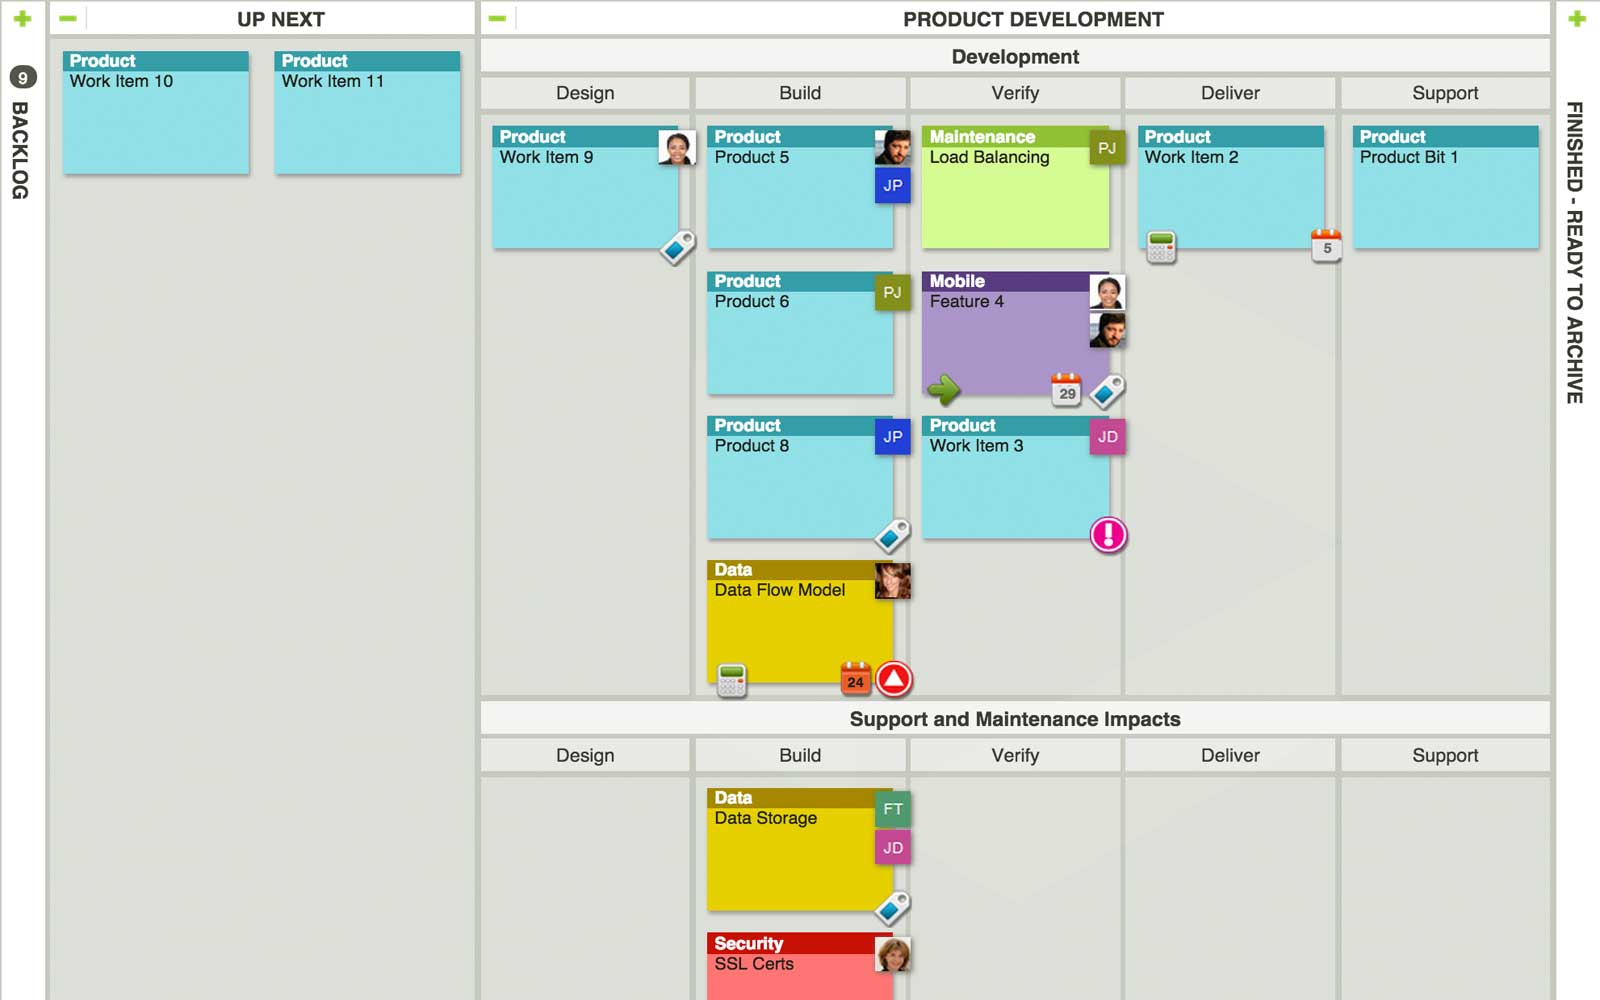 UP NEXT
PRODUCT DEVELOPMENT
9
BACKLOG
Product
Work Item 10
Product
Work Item 11
Development
Design
Build
Verify
Deliver
Support
Product
Work Item 9
Product
Product 5
JP
Maintenance
Load Balancing
PJ
Product
Work Item 2
5
Product
Product Bit 1
Product
Product 6
PJ
Mobile
Feature 4
29
Product
Product 8
JP
Product
Work Item 3
JD
!
Data
Data Flow Model
24
Support and Maintenance Impacts
Design
Build
Verify
Deliver
Support
Data
Data Storage
FT
JD
Security
SSL Certs
FINISHED - READY TO ARCHIVE